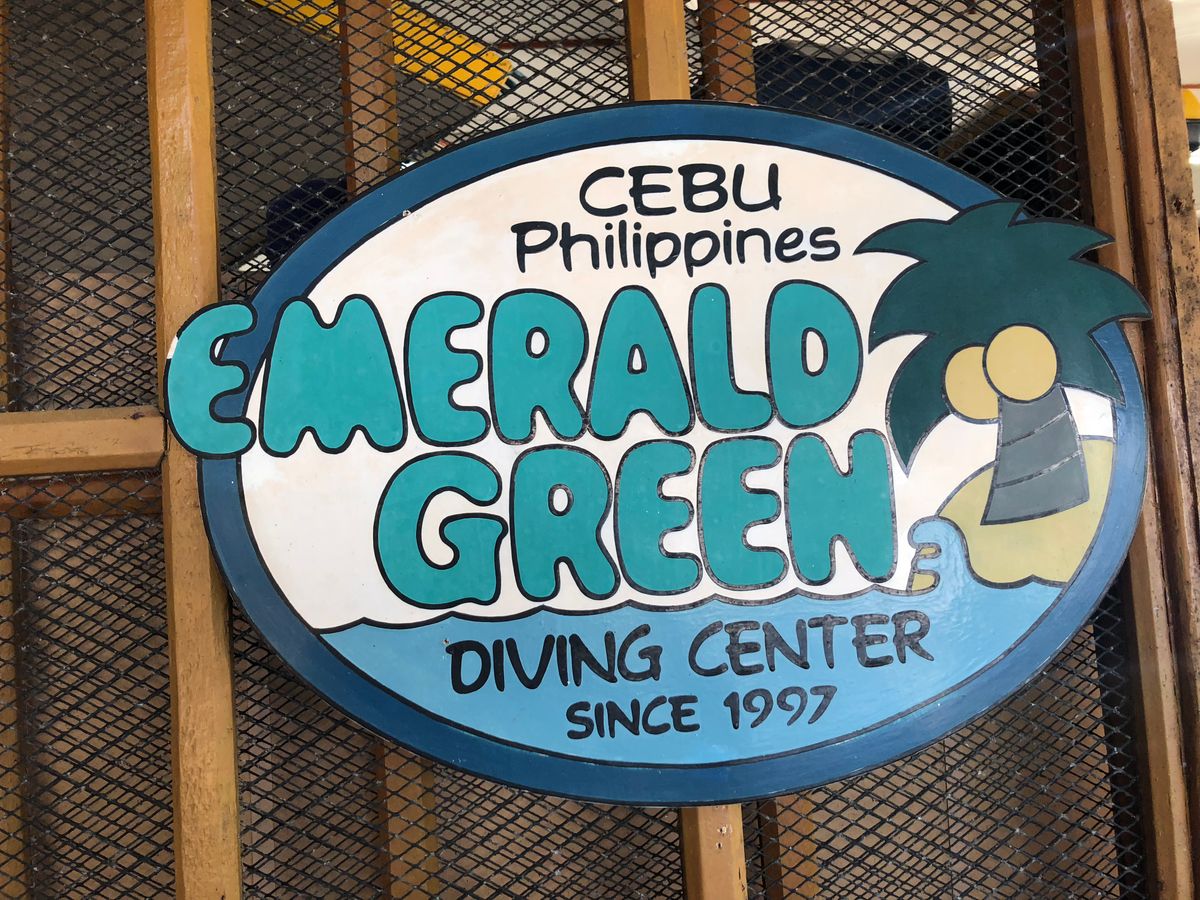 CEBU
Philippines
EMERALD
GREEN
DIVING CENTER
SINCE 1997